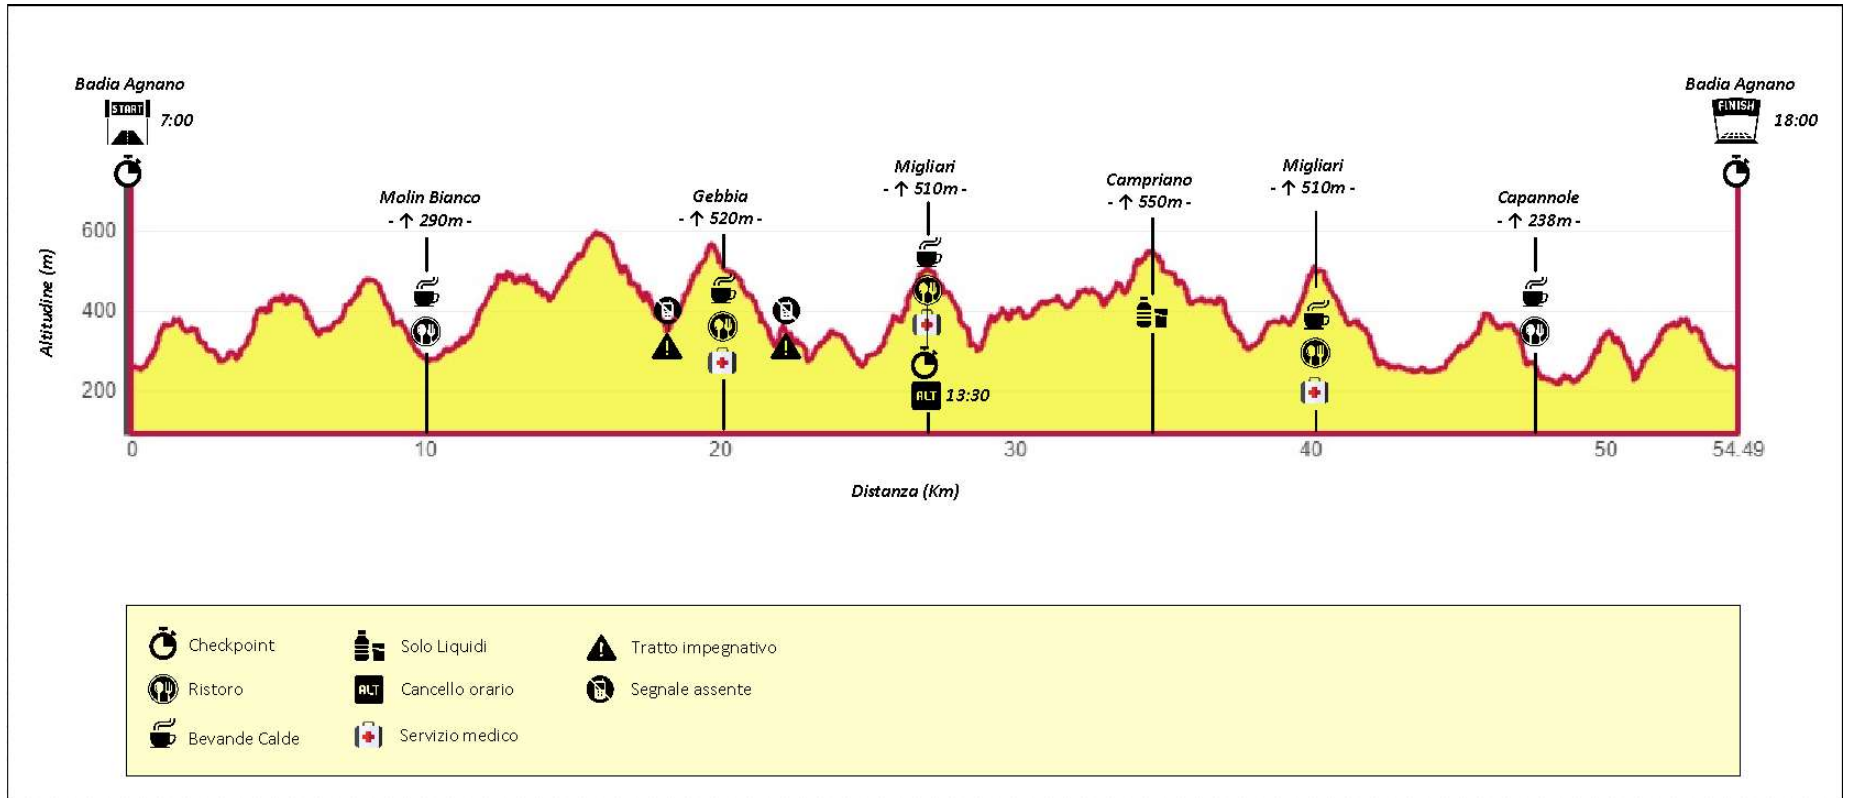 Badia Agnano
START
7:00
Badia Agnano
FINISH
18:00
Molin Bianco
- ↑ 290m -
Gebbia
- ↑ 520m -
Migliari
- ↑ 510m -
Campriano
- ↑ 550m -
Migliari
- ↑ 510m -
Capannole
- ↑ 238m -
Altitudine (m)
600
400
200
ALT 13:30
0 10 20 30 40 50 54.49
Distanza (Km)
Checkpoint
Solo Liquidi
Tratto impegnativo
Ristoro
ALT Cancello orario
Segnale assente
Bevande Calde
Servizio medico